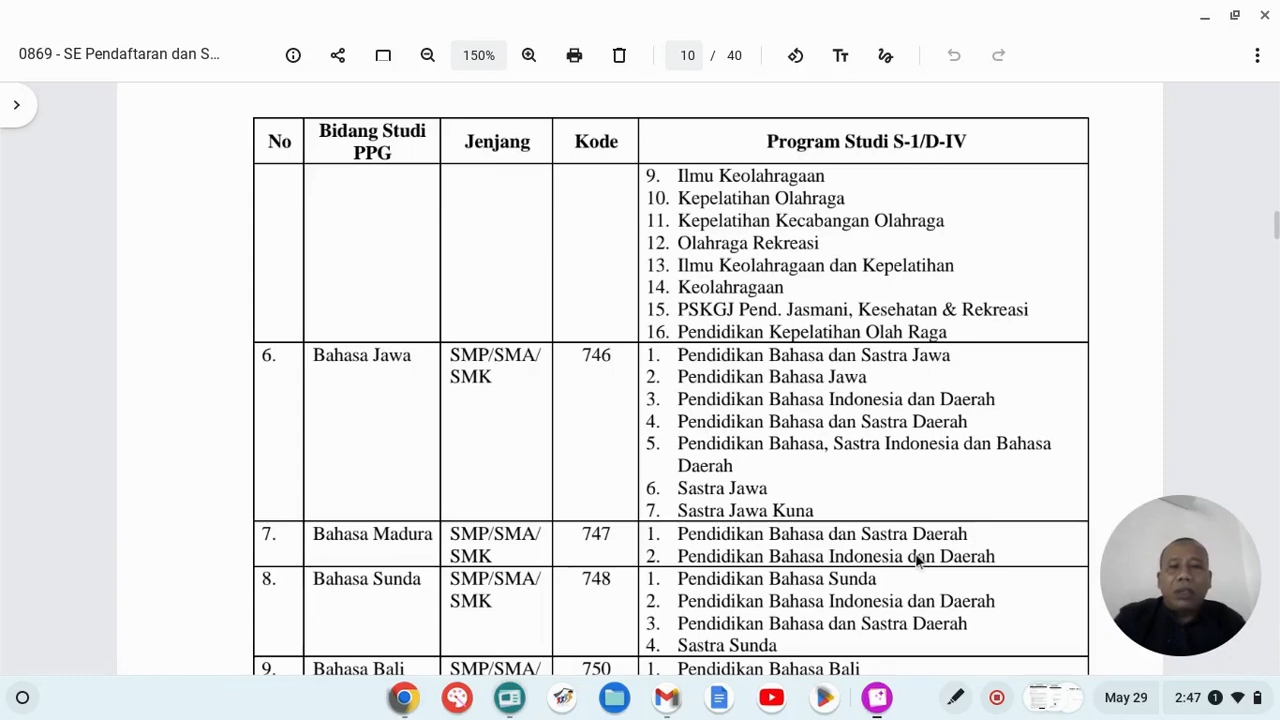 0869 - SE Pendaftaran dan S...
150%
10 / 40
No
Bidang Studi
PPG
Jenjang
Kode
Program Studi S-1/D-IV
9. Ilmu Keolahragaan
10. Kepelatihan Olahraga
11. Kepelatihan Kecabangan Olahraga
12. Olahraga Rekreasi
13. Ilmu Keolahragaan dan Kepelatihan
14. Keolahragaan
15. PSKGJ Pend. Jasmani, Kesehatan & Rekreasi
16. Pendidikan Kepelatihan Olah Raga
6. Bahasa Jawa SMP/SMA/ 746 1. Pendidikan Bahasa dan Sastra Jawa
SMK 2. Pendidikan Bahasa Jawa
3. Pendidikan Bahasa Indonesia dan Daerah
4. Pendidikan Bahasa dan Sastra Daerah
5. Pendidikan Bahasa, Sastra Indonesia dan Bahasa
Daerah
6. Sastra Jawa
7. Sastra Jawa Kuna
7. Bahasa Madura SMP/SMA/ 747 1. Pendidikan Bahasa dan Sastra Daerah
SMK 2. Pendidikan Bahasa Indonesia dan Daerah
8. Bahasa Sunda SMP/SMA/ 748 1. Pendidikan Bahasa Sunda
SMK 2. Pendidikan Bahasa Indonesia dan Daerah
3. Pendidikan Bahasa dan Sastra Daerah
4. Sastra Sunda
9. Bahasa Bali SMP/SMA/ 750 1. Pendidikan Bahasa Bali
May 29 2:47 1